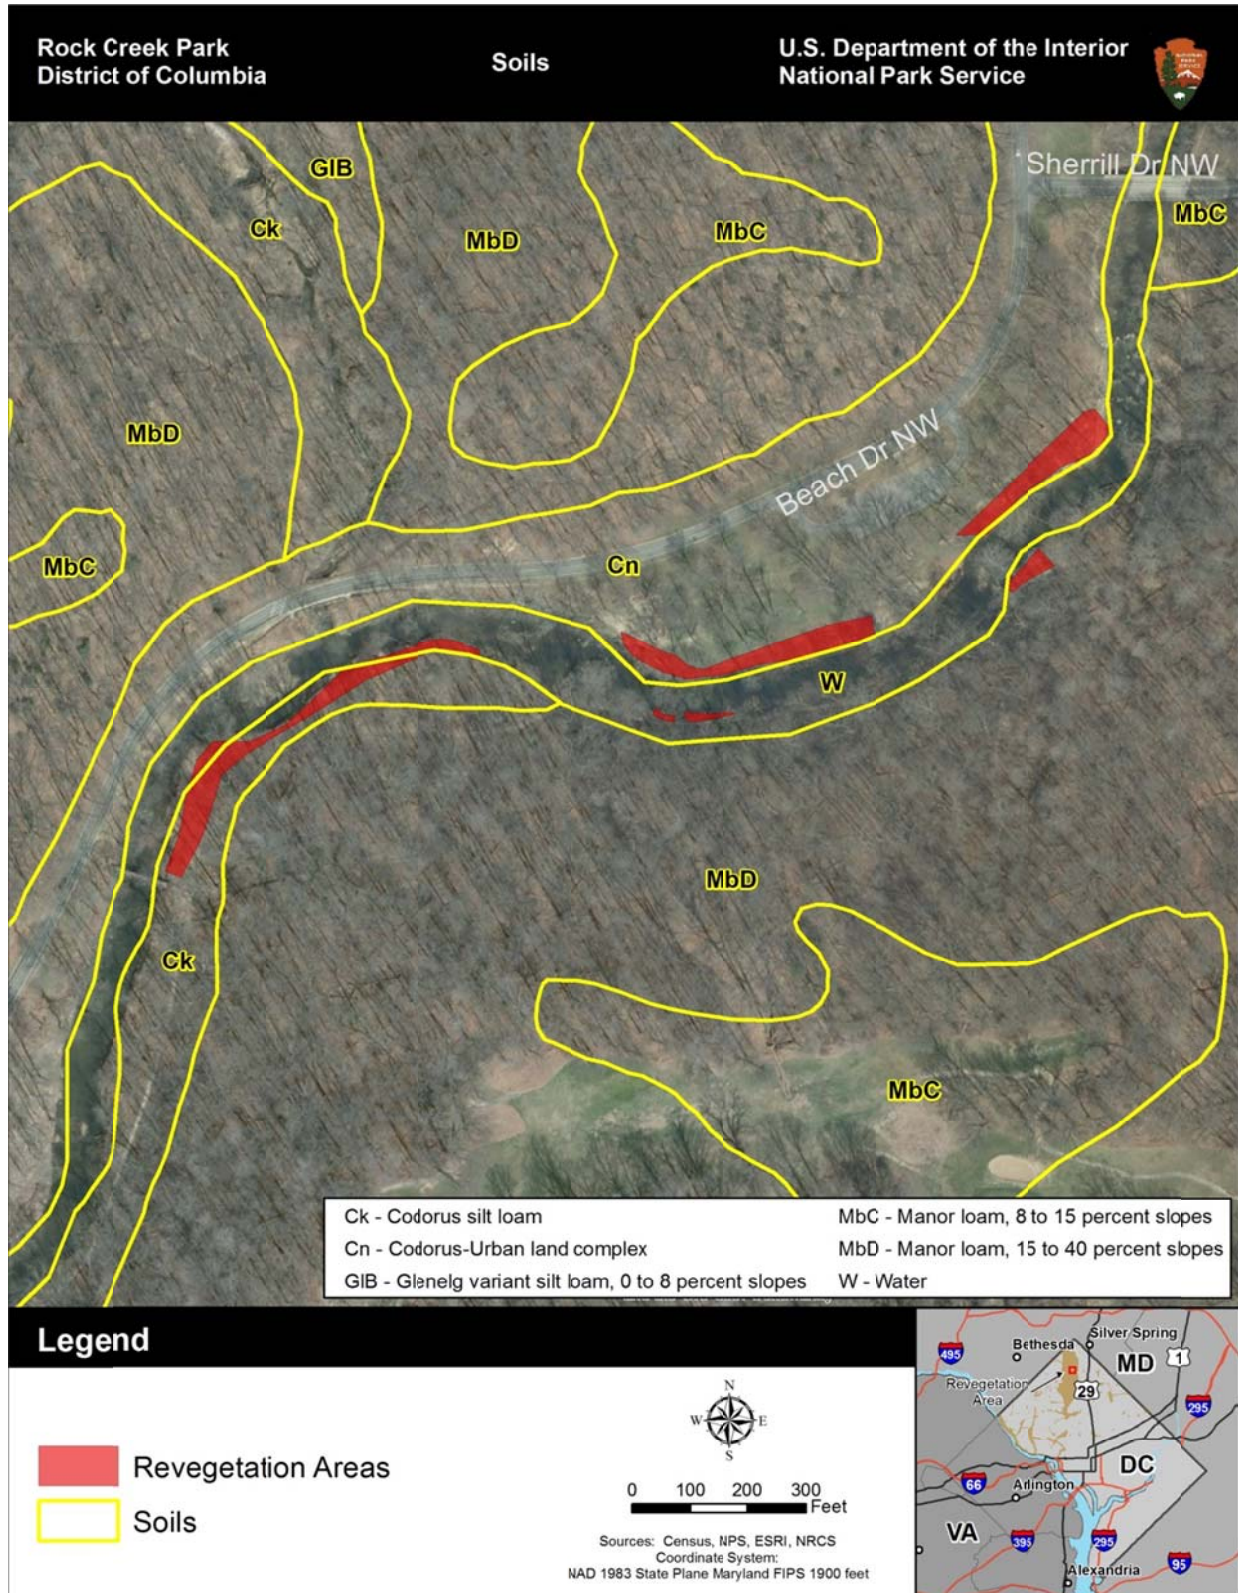 Rock Creek Park
District of Columbia
Soils
U.S. Department of the Interior
National Park Service
NATIONAL
PARK
SERVICE
GlB
Sherrill Dr NW
Ck
MbD
MbC
MbC
MbD
Beach Dr NW
MbC
Cn
W
MbD
Ck
MbC
Ck - Codorus silt loam
Cn - Codorus-Urban land complex
GlB - Glenelg variant silt loam, 0 to 8 percent slopes
MbC - Manor loam, 8 to 15 percent slopes
MbD - Manor loam, 15 to 40 percent slopes
W - Water
Legend
Revegetation Areas
Soils
N
W E
S
0 100 200 300
Feet
Sources: Census, NPS, ESRI, NRCS
Coordinate System:
NAD 1983 State Plane Maryland FIPS 1900 feet
Silver Spring
Bethesda
495
MD
1
Revegetation
Area
29
295
DC
66
Arlington
VA
395
295
95
Alexandria